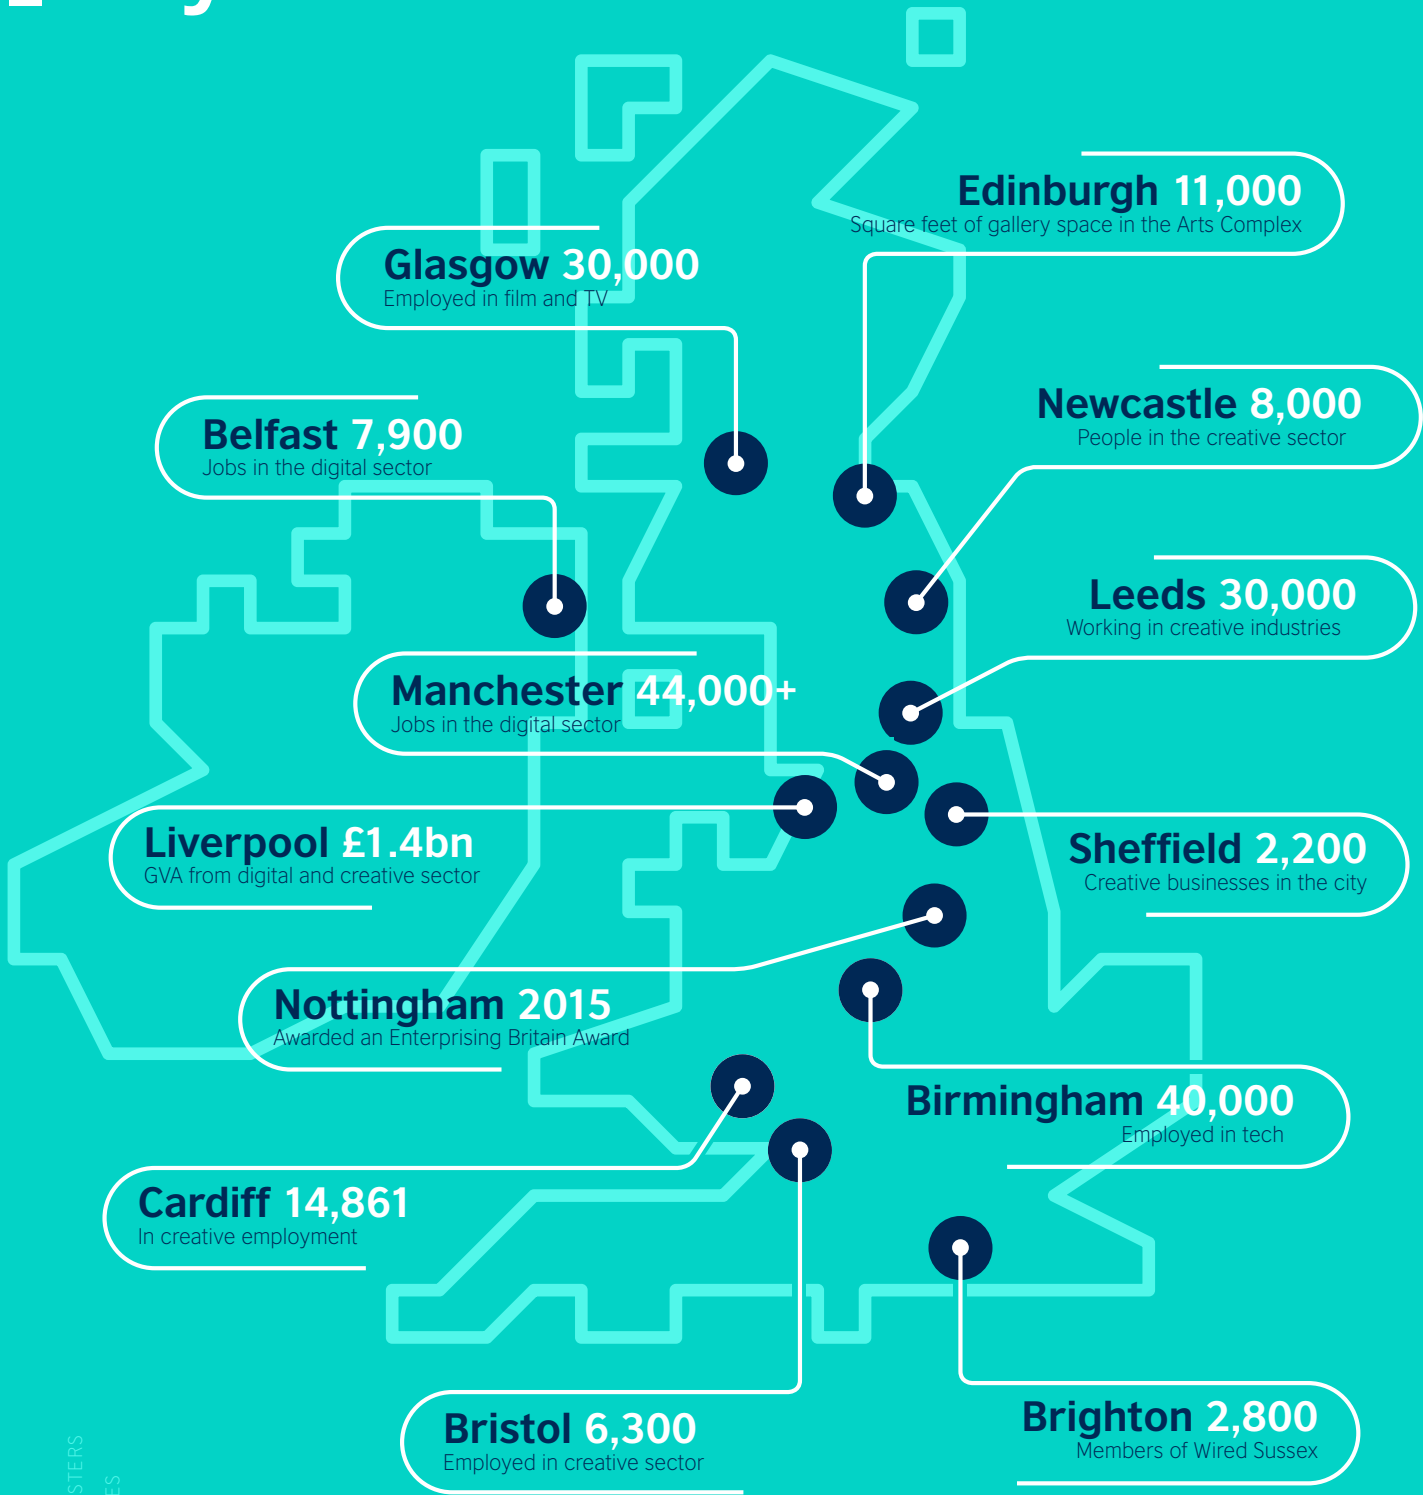 Edinburgh 11,000
Square feet of gallery space in the Arts Complex
Glasgow 30,000
Employed in film and TV
Newcastle 8,000
People in the creative sector
Belfast 7,900
Jobs in the digital sector
Leeds 30,000
Working in creative industries
Manchester 44,000+
Jobs in the digital sector
Liverpool £1.4bn
GVA from digital and creative sector
Sheffield 2,200
Creative businesses in the city
Nottingham 2015
Awarded an Enterprising Britain Award
Birmingham 40,000
Employed in tech
Cardiff 14,861
In creative employment
Bristol 6,300
Employed in creative sector
Brighton 2,800
Members of Wired Sussex